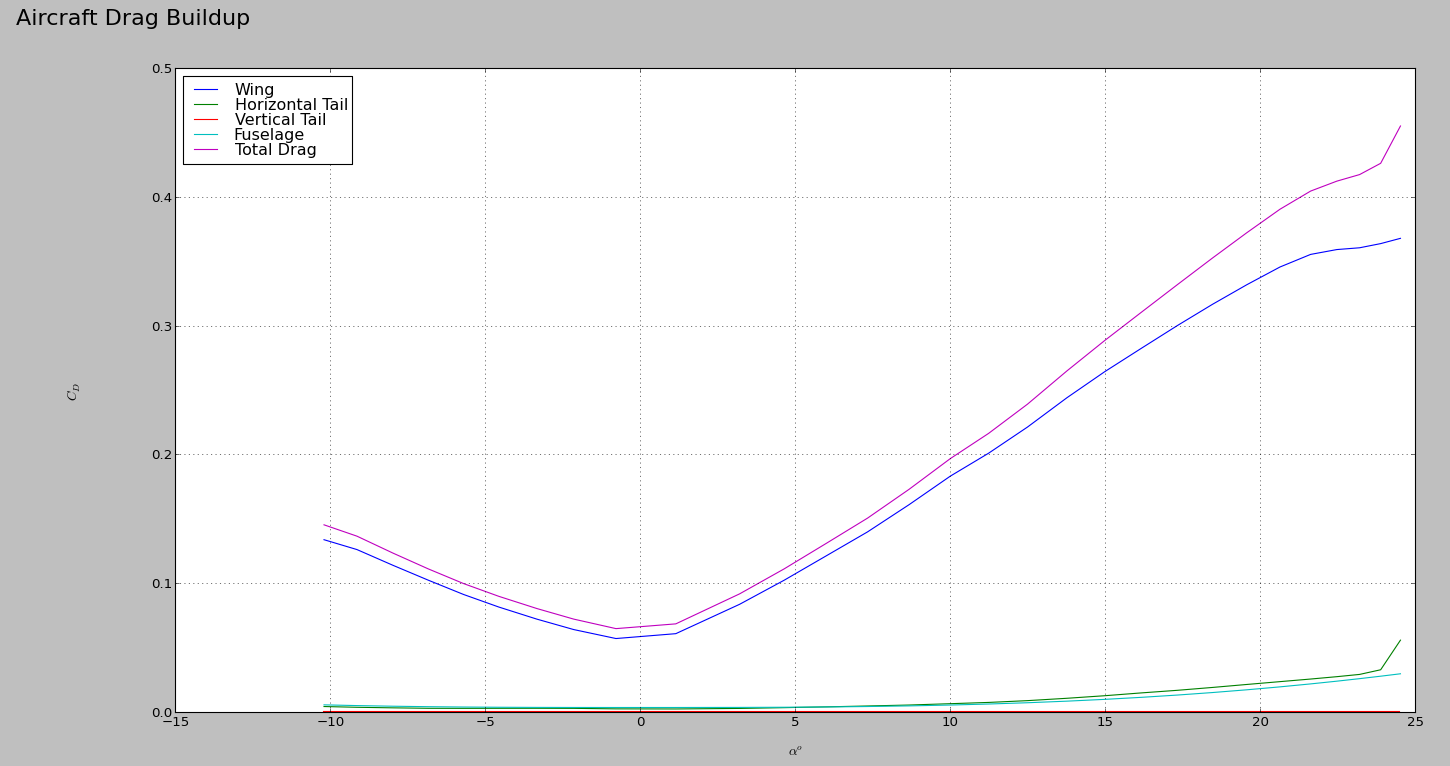 Aircraft Drag Buildup
0.5
Wing
Horizontal Tail
Vertical Tail
Fuselage
Total Drag
0.4
0.3
C_D
0.2
0.1
0.0
−15
−10
−5
0
5
10
15
20
25
α°